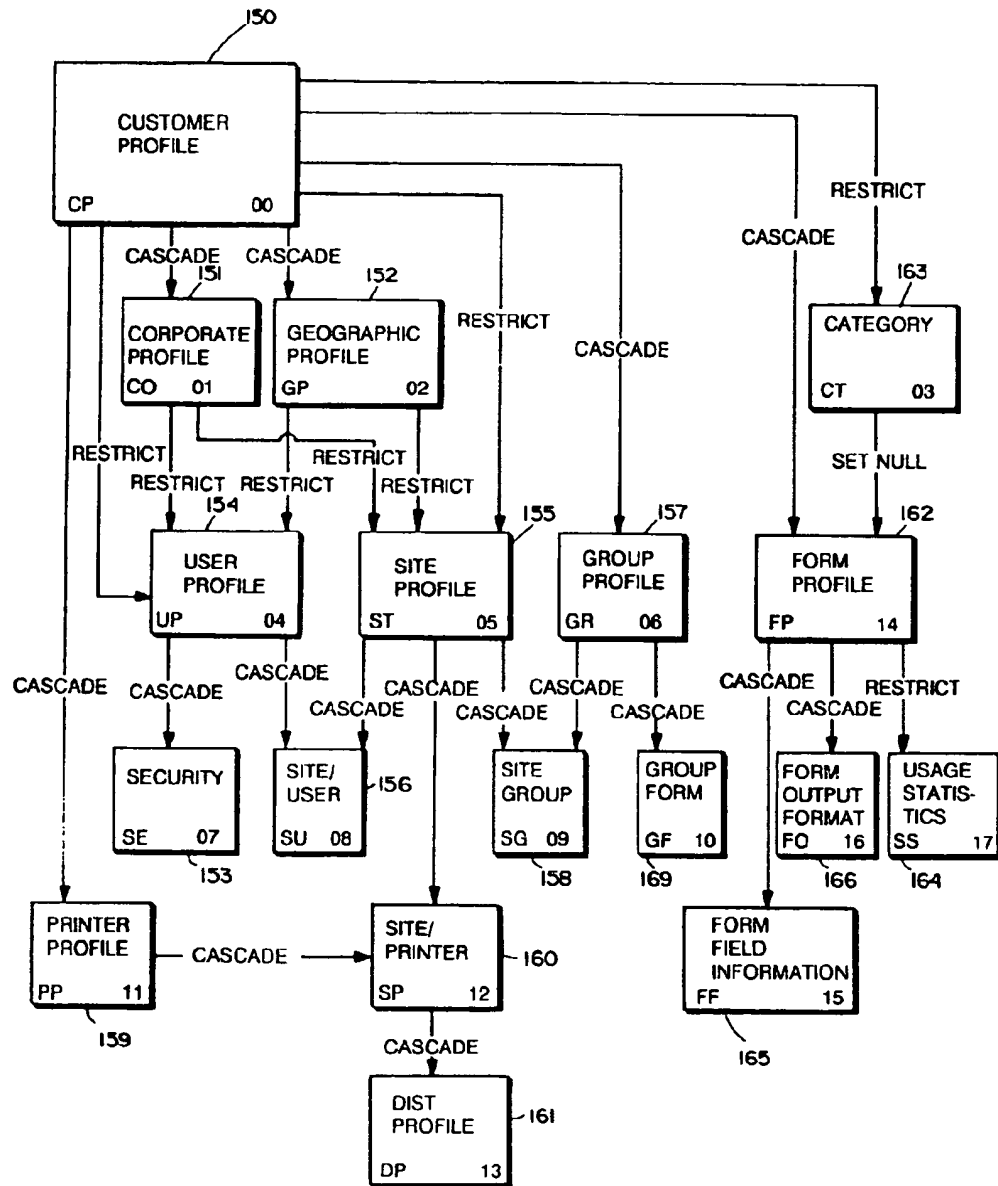 150
CUSTOMER
PROFILE
CP 00
CASCADE
CASCADE
151
152
RESTRICT
CASCADE
163
CORPORATE
PROFILE
CO 01
GEOGRAPHIC
PROFILE
GP 02
RESTRICT
CASCADE
CATEGORY
CT 03
RESTRICT
RESTRICT
RESTRICT
RESTRICT
RESTRICT
SET NULL
154
155
157
162
USER
PROFILE
UP 04
SITE
PROFILE
ST 05
GROUP
PROFILE
GR 06
FORM
PROFILE
FP 14
CASCADE
CASCADE
CASCADE
CASCADE
CASCADE
CASCADE
CASCADE
CASCADE
CASCADE
CASCADE
CASCADE
RESTRICT
SECURITY
SE 07
153
SITE/
USER
SU 08
156
SITE
GROUP
SG 09
158
GROUP
FORM
GF 10
169
FORM
OUTPUT
FORMAT
FO 16
166
USAGE
STATIS-
TICS
SS 17
164
PRINTER
PROFILE
PP 11
159
CASCADE
SITE/
PRINTER
SP 12
160
FORM
FIELD
INFORMATION
FF 15
165
CASCADE
DIST
PROFILE
DP 13
161